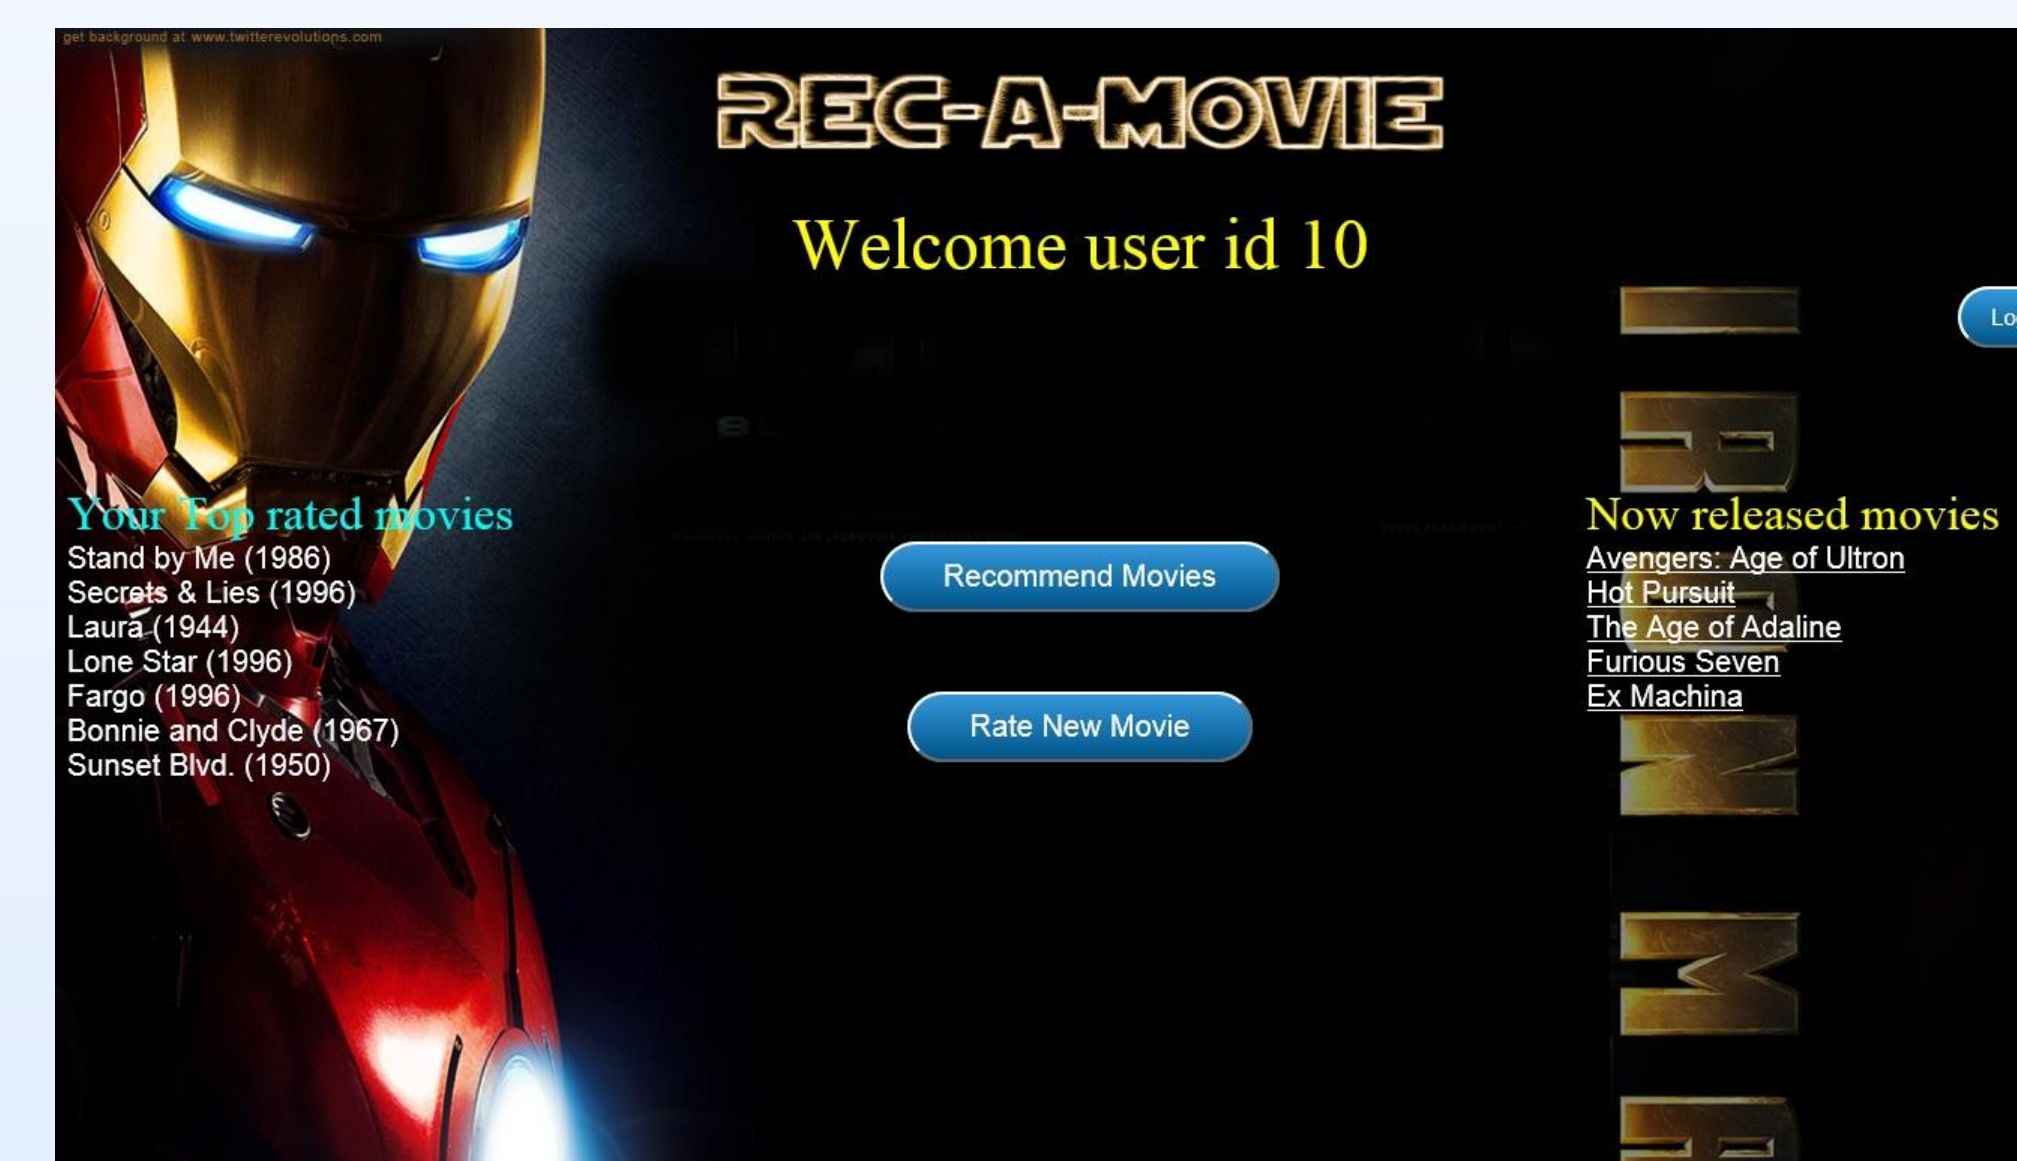 get background at www.twitterevolutions.com
REC-A-MOVIE
Welcome user id 10
Your Top rated movies
Stand by Me (1986)
Secrets & Lies (1996)
Laura (1944)
Lone Star (1996)
Fargo (1996)
Bonnie and Clyde (1967)
Sunset Blvd. (1950)
Recommend Movies
Rate New Movie
Now released movies
Avengers: Age of Ultron
Hot Pursuit
The Age of Adaline
Furious Seven
Ex Machina
IRON MA